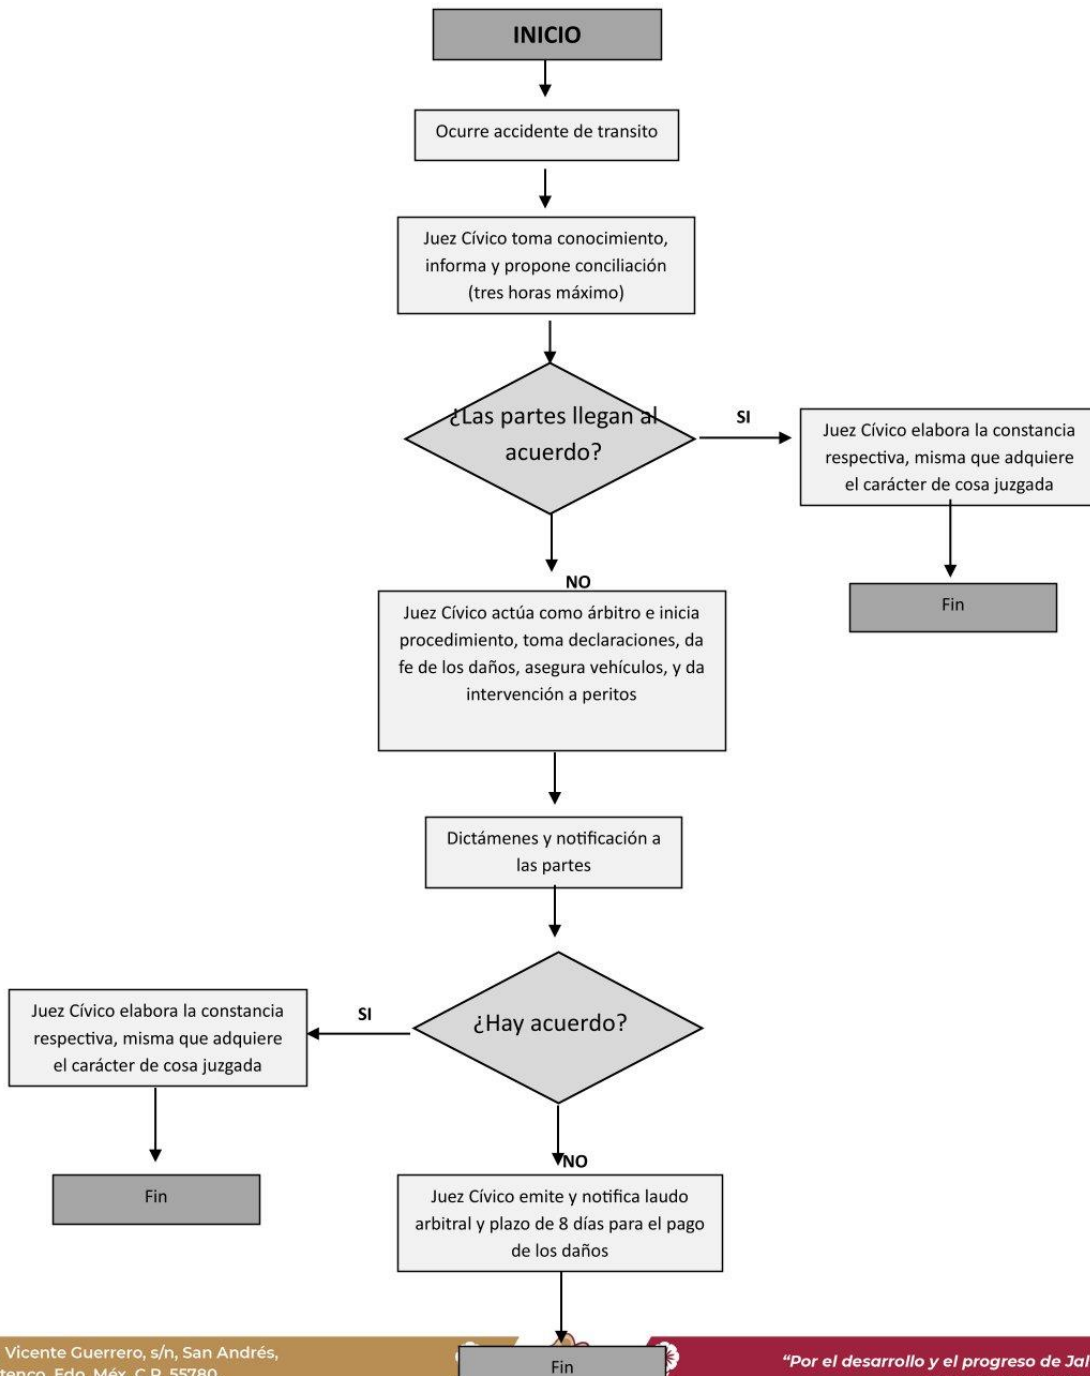 INICIO
Ocurre accidente de transito
Juez Cívico toma conocimiento,
informa y propone conciliación
(tres horas máximo)
¿Las partes llegan al
acuerdo?
SI
Juez Cívico elabora la constancia
respectiva, misma que adquiere
el carácter de cosa juzgada
Fin
NO
Juez Cívico actúa como árbitro e inicia
procedimiento, toma declaraciones, da
fe de los daños, asegura vehículos, y da
intervención a peritos
Dictámenes y notificación a
las partes
¿Hay acuerdo?
SI
Juez Cívico elabora la constancia
respectiva, misma que adquiere
el carácter de cosa juzgada
Fin
NO
Juez Cívico emite y notifica laudo
arbitral y plazo de 8 días para el pago
de los daños
Fin
Vicente Guerrero, s/n, San Andrés,
Edo. Méx. C.P. 55780
“Por el desarrollo y el progreso de